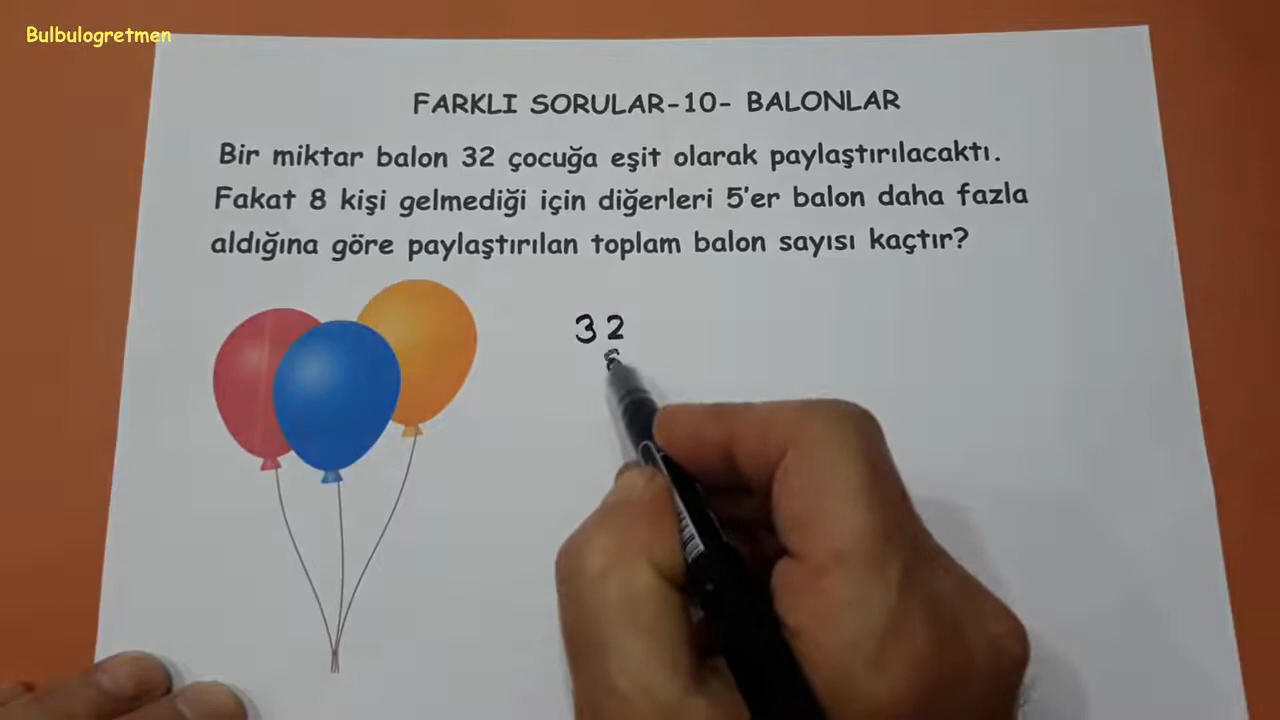 Bulbulogretmen
FARKLI SORULAR-10- BALONLAR
Bir miktar balon 32 çocuğa eşit olarak paylaştırılacaktı.
Fakat 8 kişi gelmediği için diğerleri 5'er balon daha fazla
aldığına göre paylaştırılan toplam balon sayısı kaçtır?
32